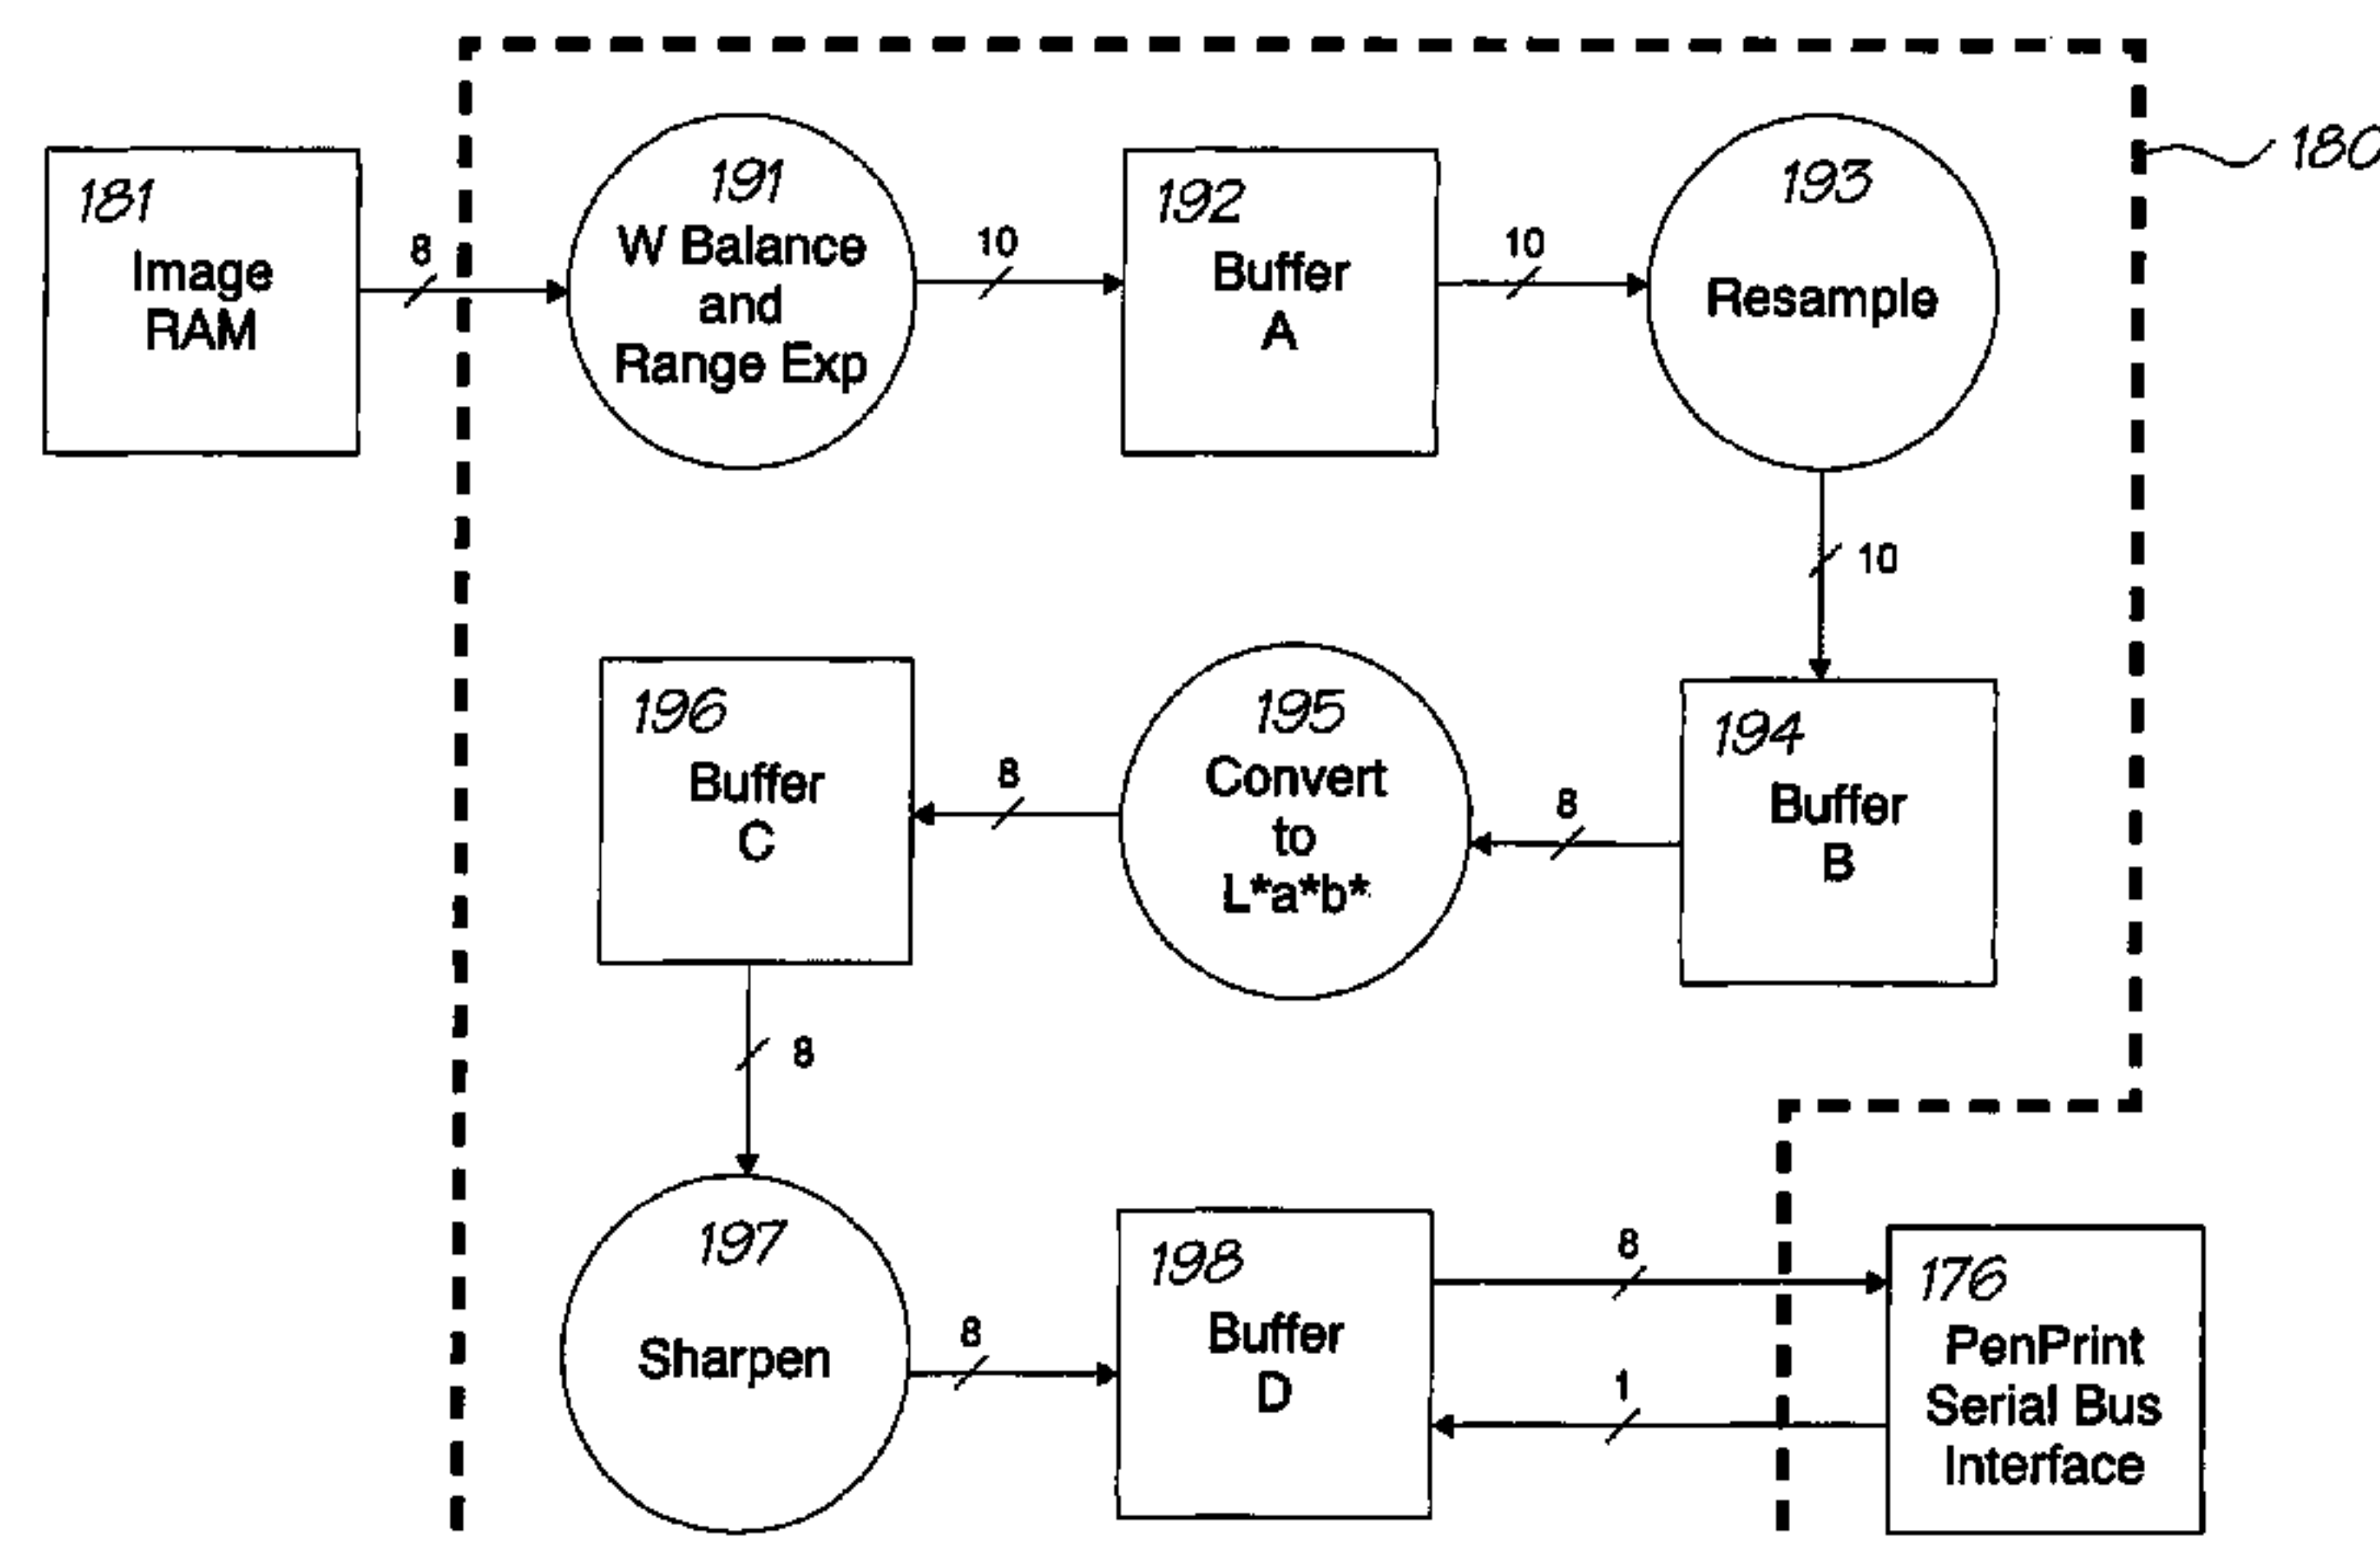 180
181
Image
RAM
8
191
W Balance
and
Range Exp
10
192
Buffer
A
10
193
Resample
10
194
Buffer
B
8
195
Convert
to
L*a*b*
8
196
Buffer
C
8
197
Sharpen
8
198
Buffer
D
8
1
176
PenPrint
Serial Bus
Interface